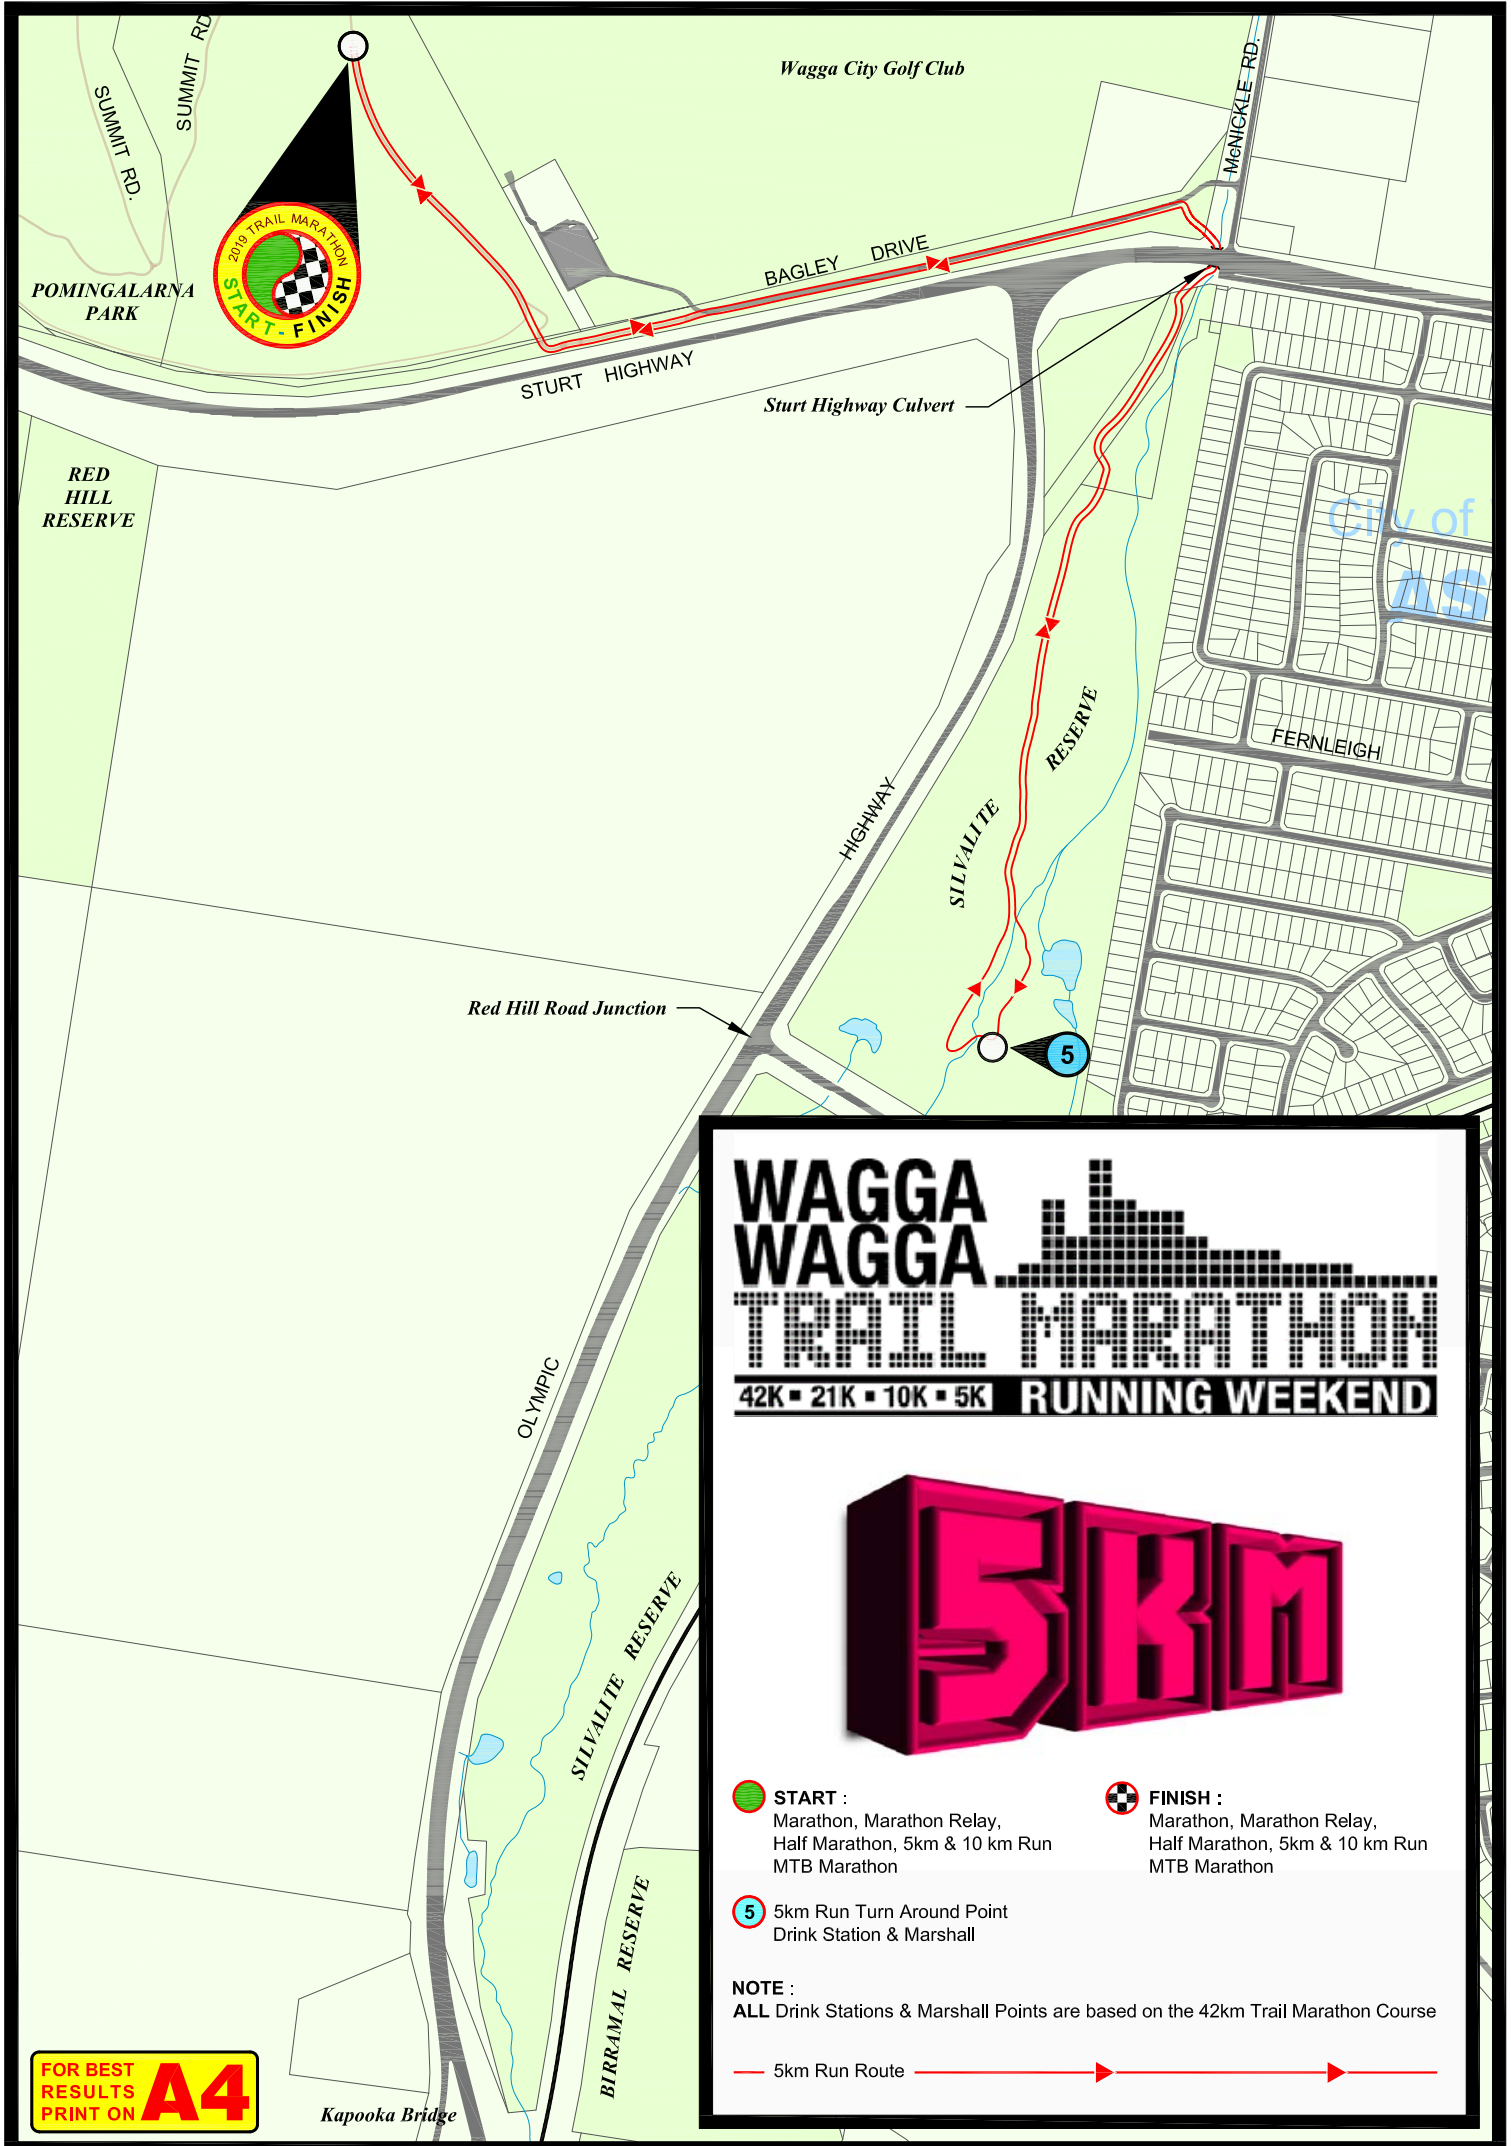 SUMMIT RD
SUMMIT RD.
Wagga City Golf Club
McNICKLE RD.
2019 TRAIL MARATHON
START - FINISH
POMINGALARNA
PARK
BAGLEY DRIVE
STURT HIGHWAY
Sturt Highway Culvert
RED
HILL
RESERVE
City of
AS
FERNLEIGH
SILVALITE RESERVE
HIGHWAY
Red Hill Road Junction
5
OLYMPIC
SILVALITE RESERVE
BIRRAMAL RESERVE
Kapooka Bridge
FOR BEST
RESULTS
PRINT ON
A4
WAGGA
WAGGA
TRAIL MARATHON
42K ▪ 21K ▪ 10K ▪ 5K RUNNING WEEKEND
5KM
START :
Marathon, Marathon Relay,
Half Marathon, 5km & 10 km Run
MTB Marathon
FINISH :
Marathon, Marathon Relay,
Half Marathon, 5km & 10 km Run
MTB Marathon
5 5km Run Turn Around Point
Drink Station & Marshall
NOTE :
ALL Drink Stations & Marshall Points are based on the 42km Trail Marathon Course
5km Run Route